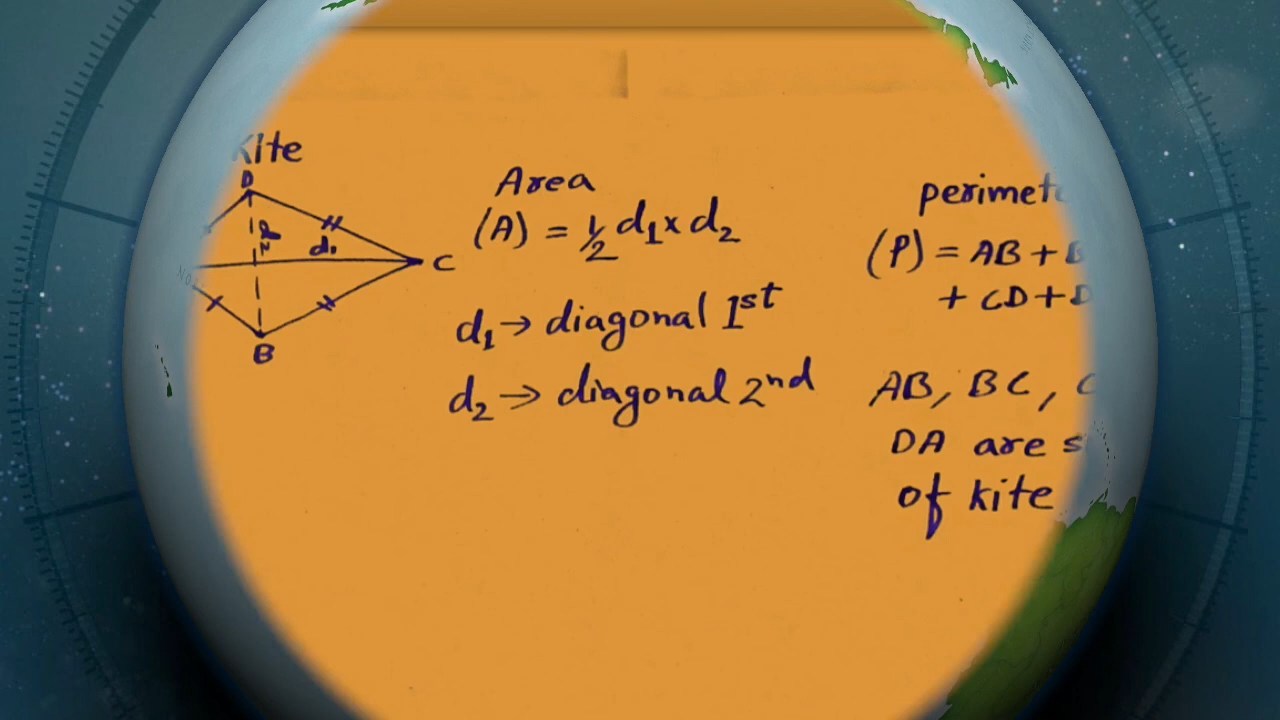 Kite
D
d2
d1
C
B
Area
(A) = 1/2 d1 x d2
d1 → diagonal 1st
d2 → diagonal 2nd
perimet
(P) = AB +
+ CD +
AB, BC,
DA are
of kite